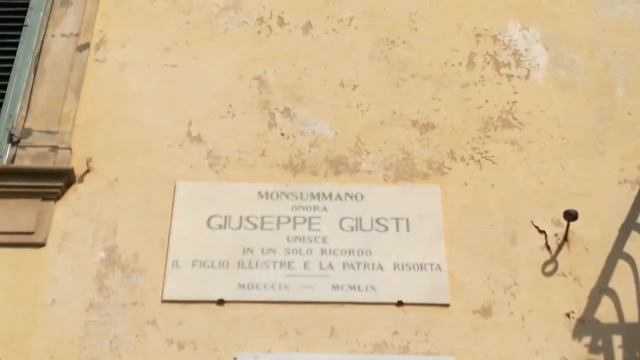 MONSUMMANO
ONORA
GIUSEPPE GIUSTI
UNISCE
IN UN SOLO RICORDO
IL FIGLIO ILLUSTRE E LA PATRIA RISORTA
MDCCCIX — MCMLIX